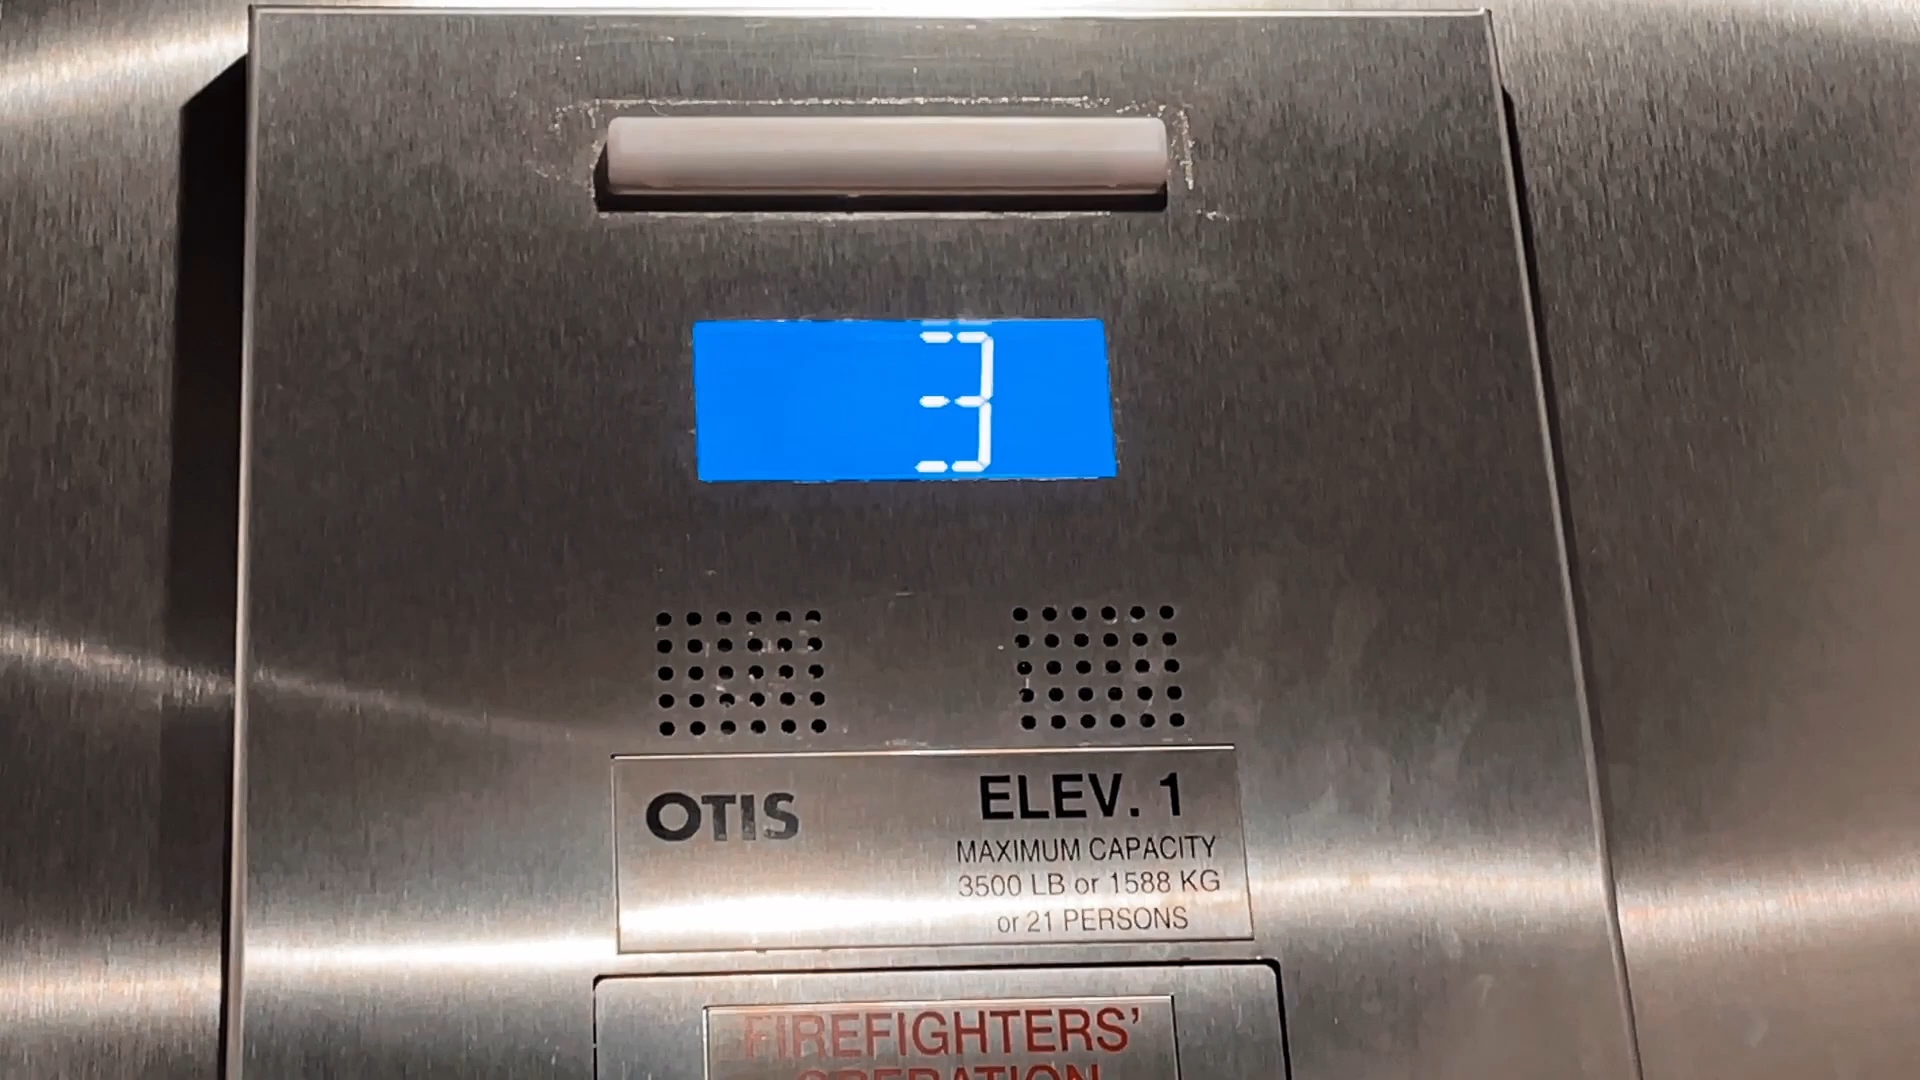 3
OTIS
ELEV. 1
MAXIMUM CAPACITY
3500 LB or 1588 KG
or 21 PERSONS
FIREFIGHTERS'
OPERATION